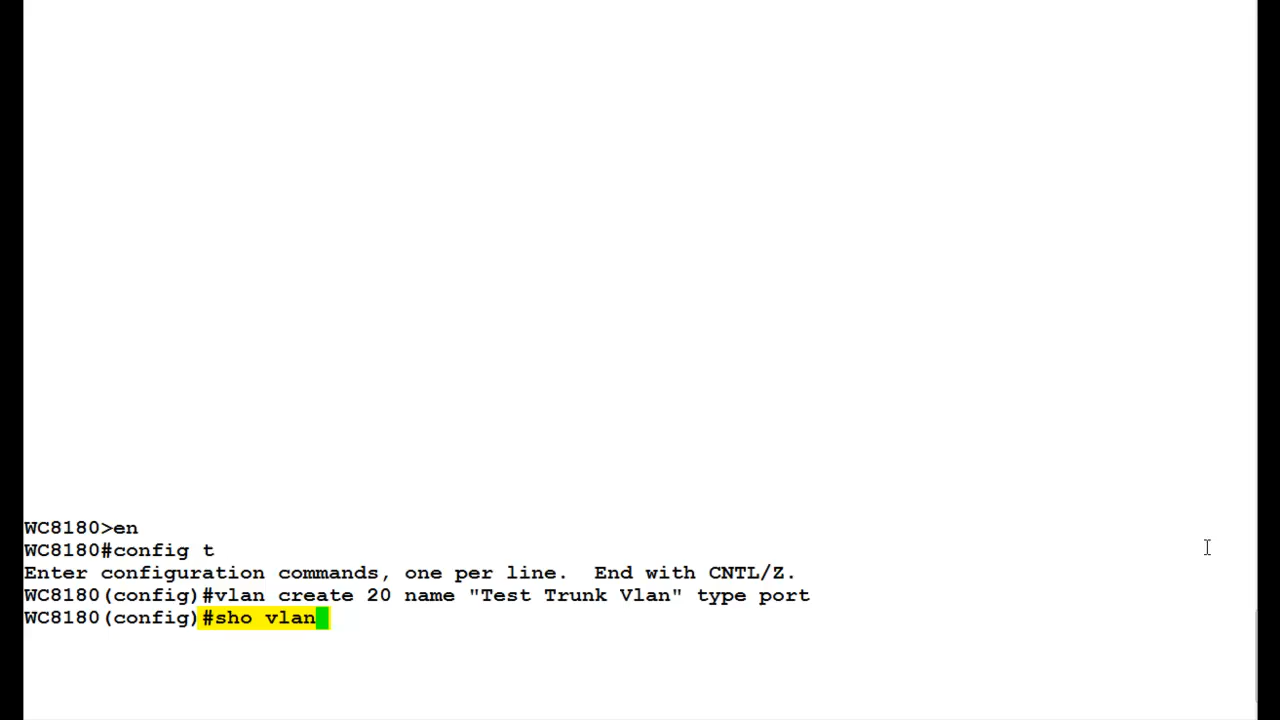 WC8180>en
WC8180#config t
Enter configuration commands, one per line.  End with CNTL/Z.
WC8180(config)#vlan create 20 name "Test Trunk Vlan" type port
WC8180(config)#sho vlan